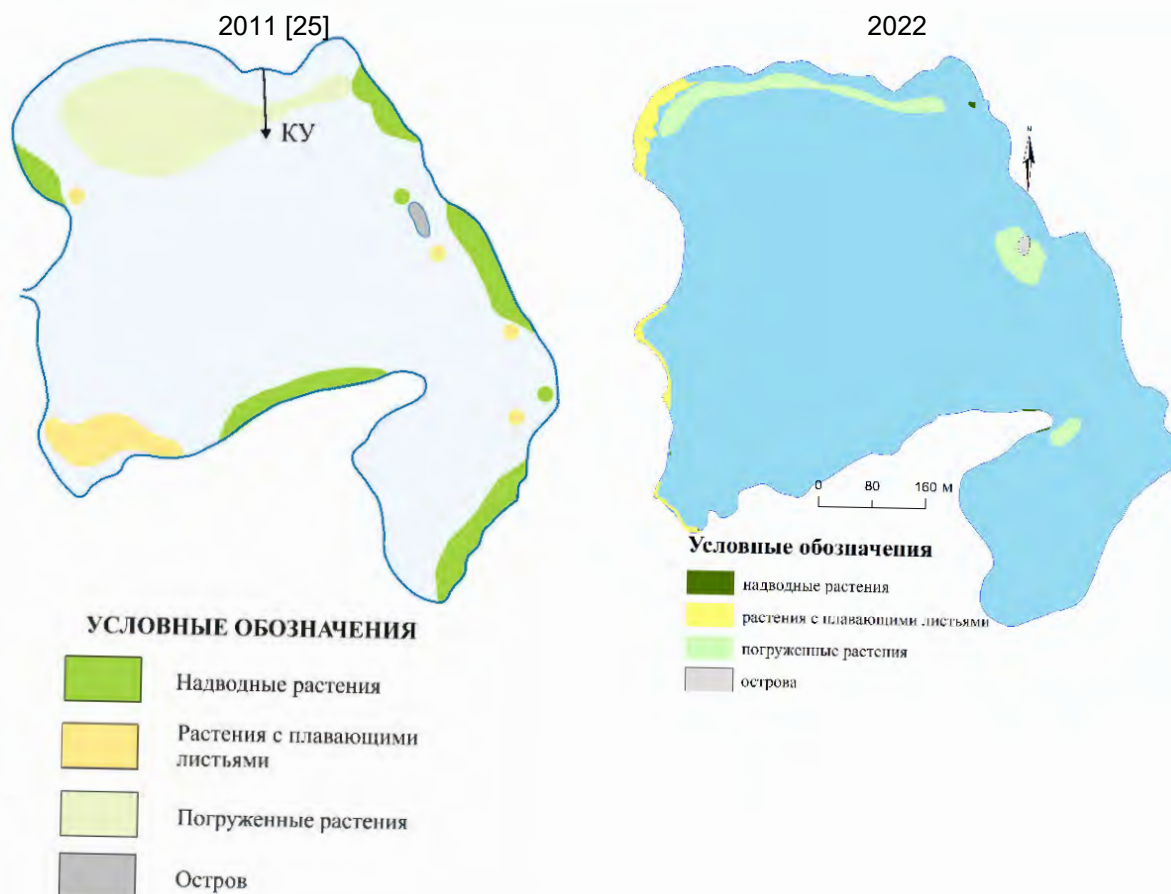 2011 [25]
КУ
УСЛОВНЫЕ ОБОЗНАЧЕНИЯ
Надводные растения
Растения с плавающими
листьями
Погруженные растения
Остров
2022
N
0 80 160 м
Условные обозначения
надводные растения
растения с плавающими листьями
погруженные растения
острова